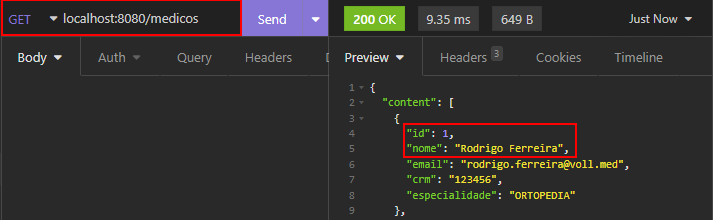 GET localhost:8080/medicos Send 200 OK 9.35 ms 649 B Just Now
Body Auth Query Headers Preview Headers 3 Cookies Timeline
1 {
2 "content": [
3 {
4 "id": 1,
5 "nome": "Rodrigo Ferreira",
6 "email": "rodrigo.ferreira@voll.med",
7 "crm": "123456",
8 "especialidade": "ORTOPEDIA"
9 },